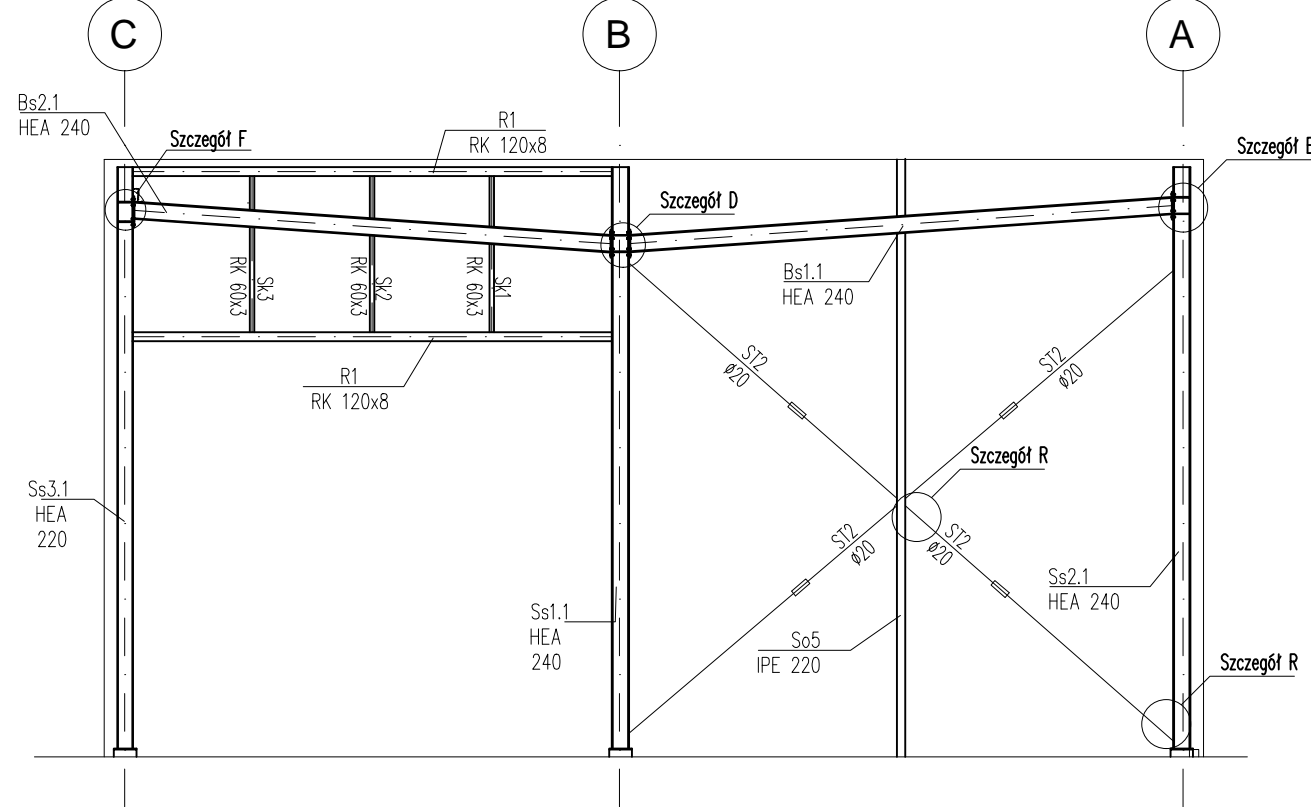 C
B
A
Bs2.1
HEA 240
Szczegół F
R1
RK 120x8
Szczegół D
Sk3
RK 60x3
Sk2
RK 60x3
Sk1
RK 60x3
Bs1.1
HEA 240
R1
RK 120x8
ST2
ø20
ST2
ø20
Szczegół R
Ss3.1
HEA
220
ST2
ø20
ST2
ø20
Ss1.1
HEA
240
So5
IPE 220
Ss2.1
HEA 240
Szczegół R
Szczegół